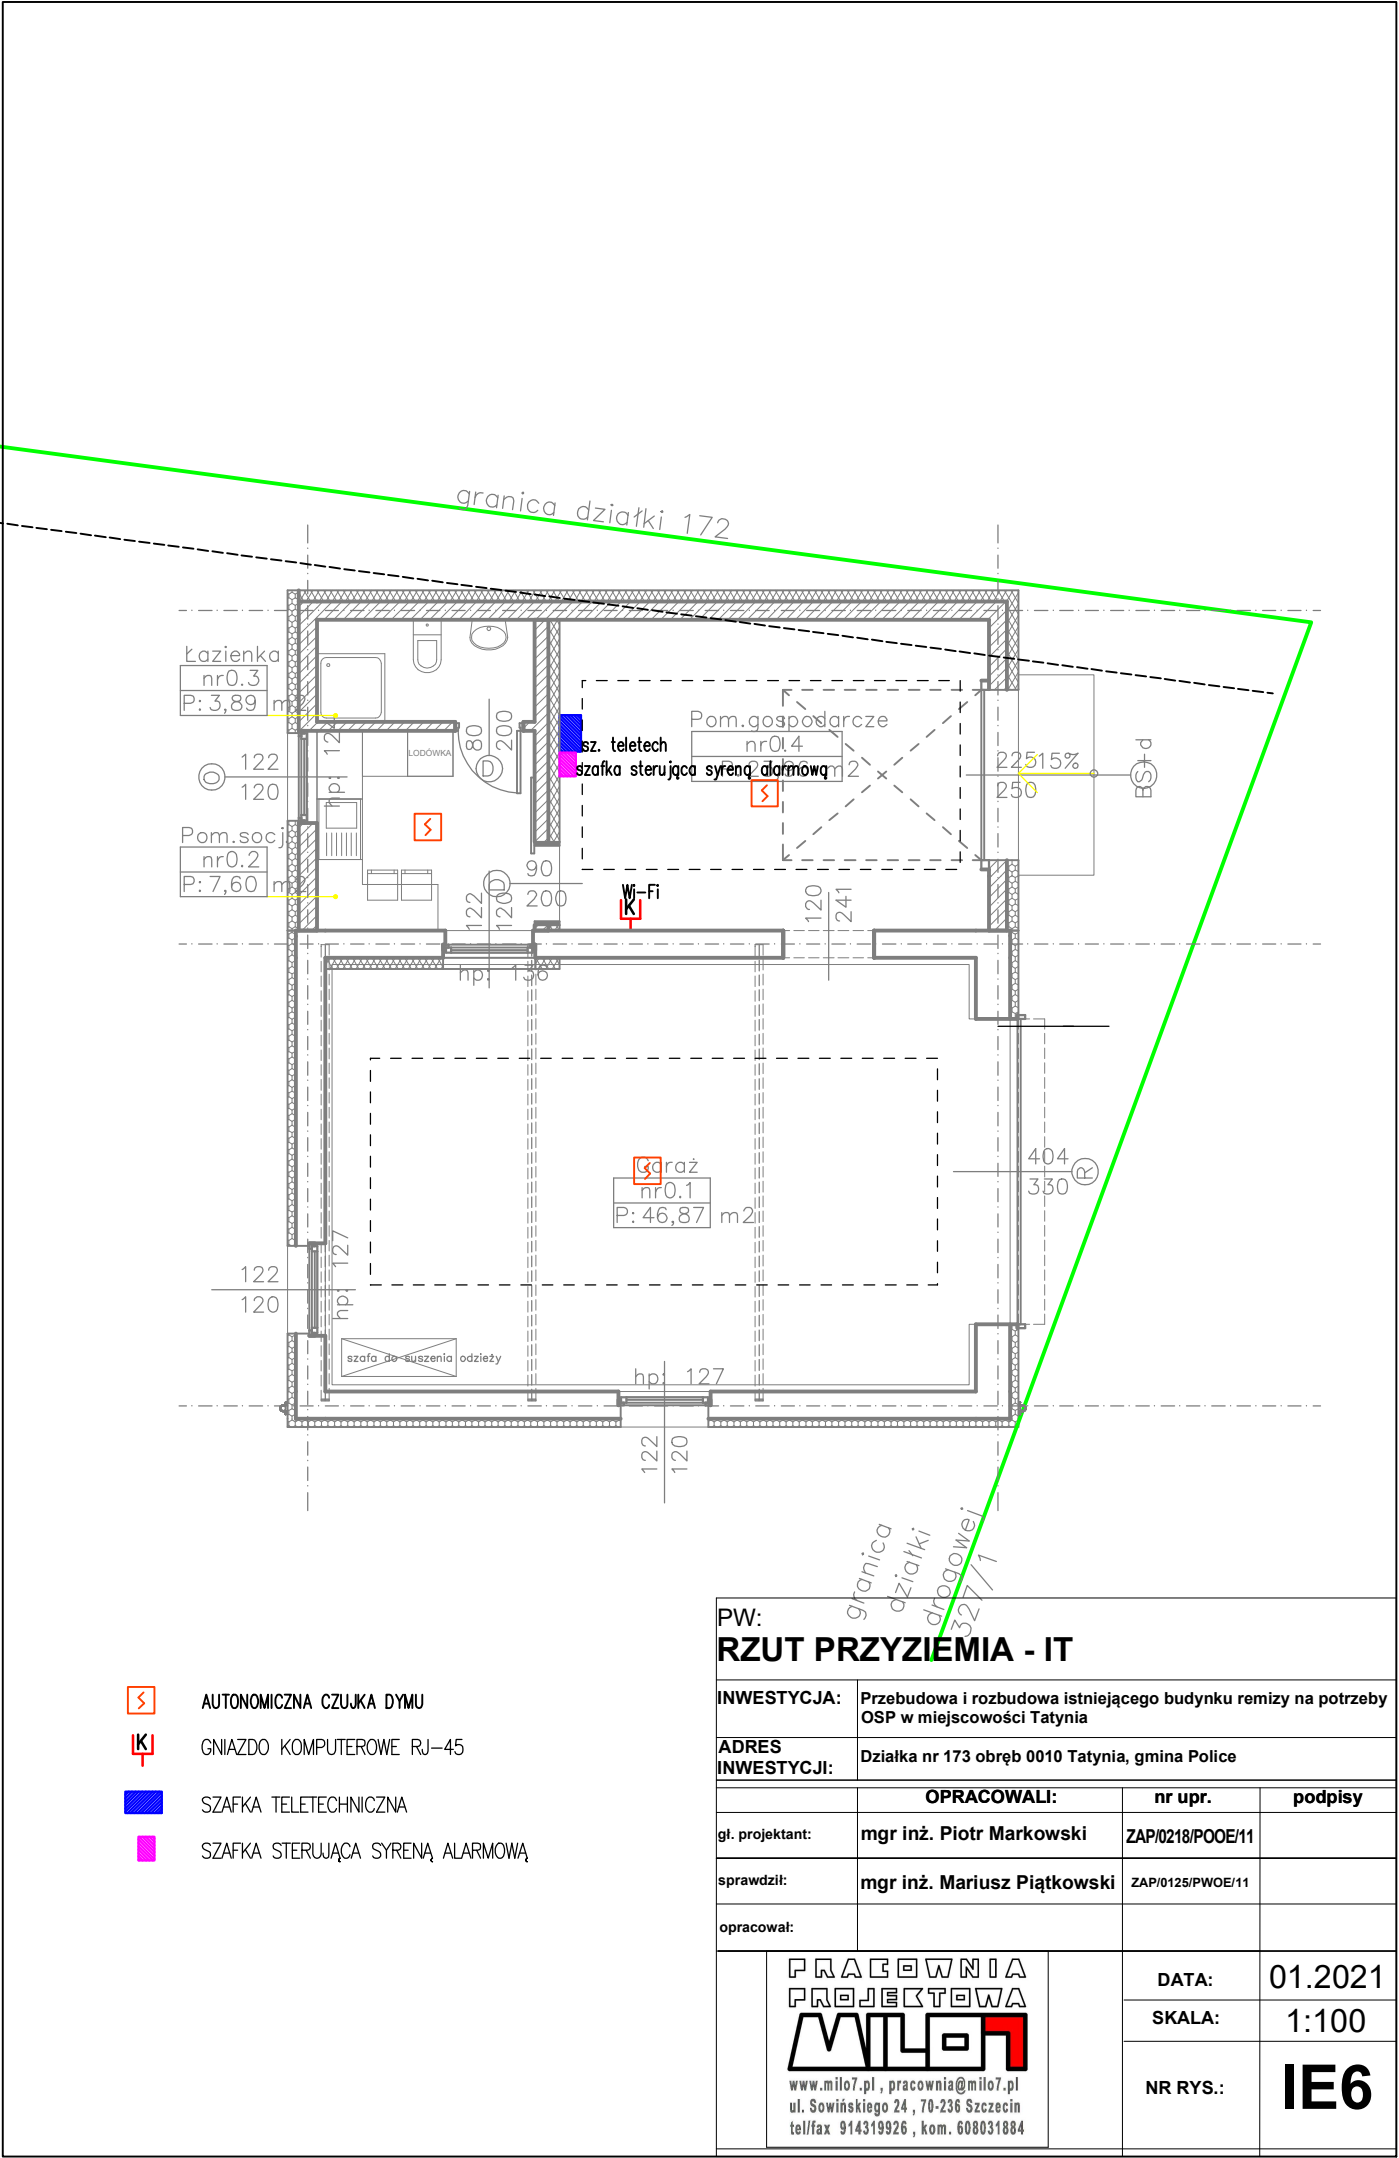 granica działki 172
Łazienka
nr0.3
P: 3,89 m2
122
120
hp: 127
LODÓWKA
80
200
D
O
Pom.socj
nr0.2
P: 7,60 m2
sz. teletech
szafka sterująca syreną alarmową
Pom.gospodarcze
nr0.4
m2
225
15%
250
BS+d
90
200
D
122
120
hp: 136
Wi-Fi
K
120
241
Garaż
nr0.1
P: 46,87 m2
404
330
R
122
120
hp: 127
szafa do suszenia odzieży
hp: 127
122
120
granica
działki
drogowej
327/1
AUTONOMICZNA CZUJKA DYMU
K
GNIAZDO KOMPUTEROWE RJ-45
SZAFKA TELETECHNICZNA
SZAFKA STERUJĄCA SYRENĄ ALARMOWĄ
PW:
RZUT PRZYZIEMIA - IT
INWESTYCJA:
Przebudowa i rozbudowa istniejącego budynku remizy na potrzeby
OSP w miejscowości Tatynia
ADRES
INWESTYCJI:
Działka nr 173 obręb 0010 Tatynia, gmina Police
OPRACOWALI:
nr upr.
podpisy
gł. projektant:
mgr inż. Piotr Markowski
ZAP/0218/POOE/11
sprawdził:
mgr inż. Mariusz Piątkowski
ZAP/0125/PWOE/11
opracował:
PRACOWNIA
PROJEKTOWA
MILO7
www.milo7.pl , pracownia@milo7.pl
ul. Sowińskiego 24 , 70-236 Szczecin
tel/fax 914319926 , kom. 608031884
DATA:
01.2021
SKALA:
1:100
NR RYS.:
IE6